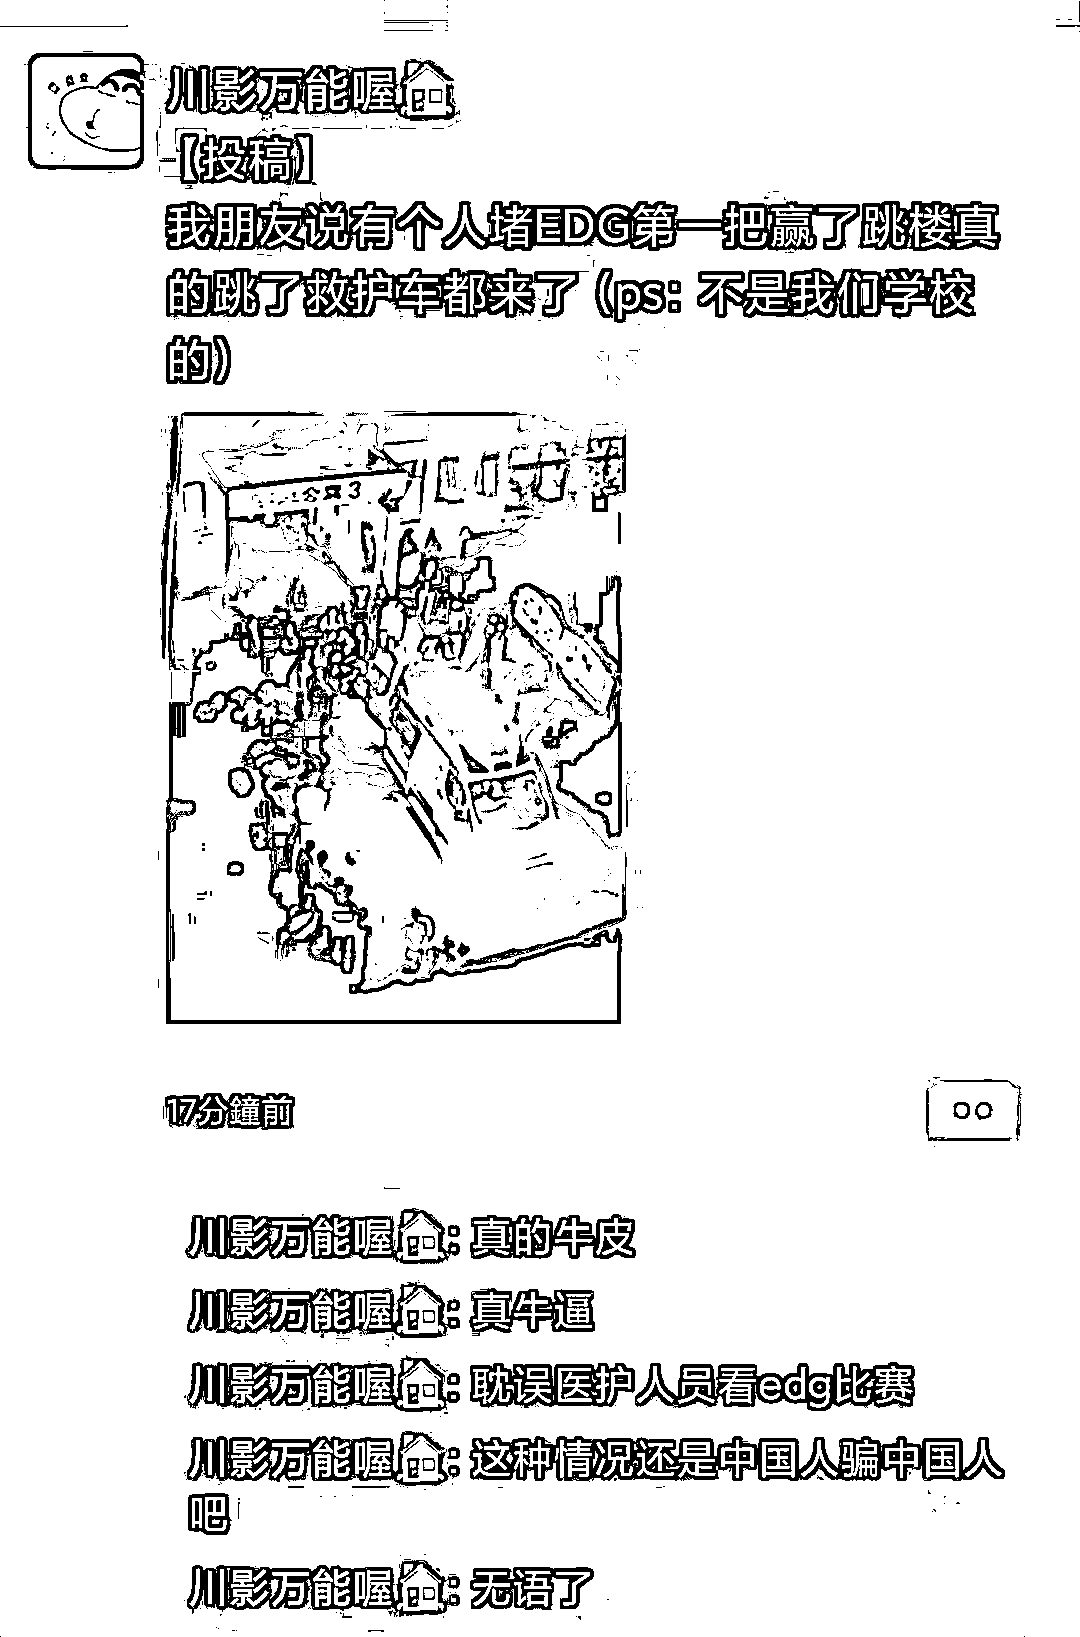 川影万能喔🏠
【投稿】
我朋友说有个人堵EDG第一把赢了跳楼真
的跳了救护车都来了（ps：不是我们学校
的）
17分鐘前
川影万能喔🏠：真的牛皮
川影万能喔🏠：真牛逼
川影万能喔🏠：耽误医护人员看edg比赛
川影万能喔🏠：这种情况还是中国人骗中国人
吧
川影万能喔🏠：无语了